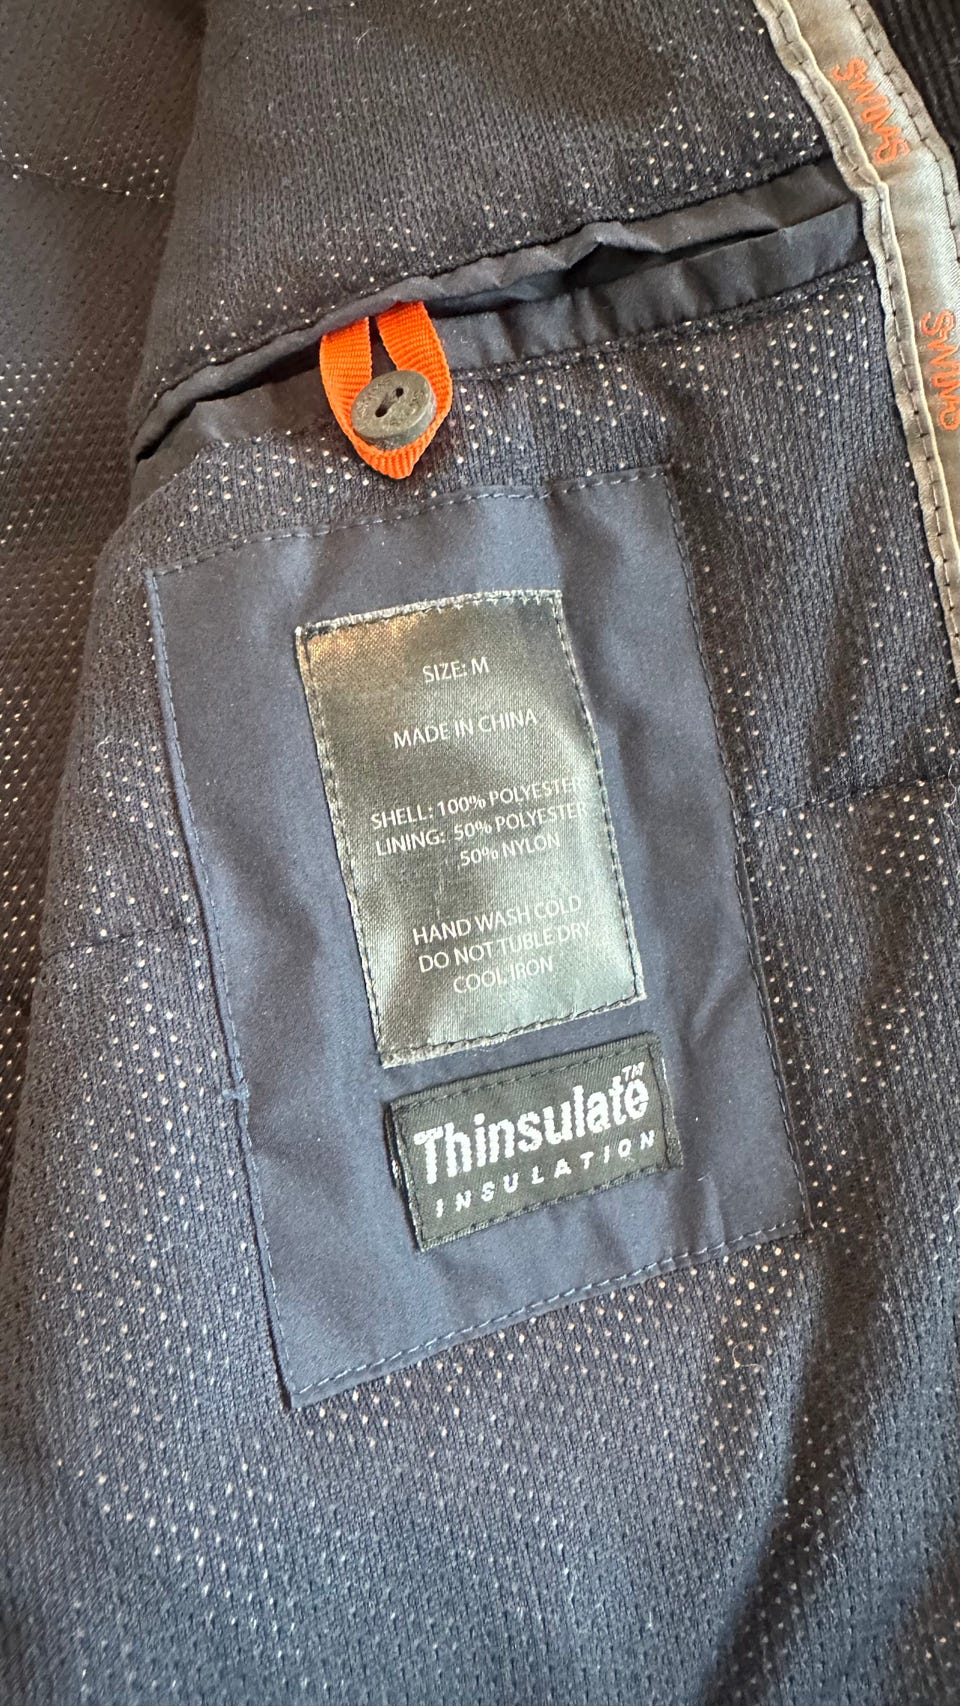 SWIMS
SWIMS
SIZE: M
MADE IN CHINA
SHELL: 100% POLYESTER
LINING: 50% POLYESTER
50% NYLON
HAND WASH COLD
DO NOT TUBLE DRY
COOL IRON
Thinsulate™
INSULATION